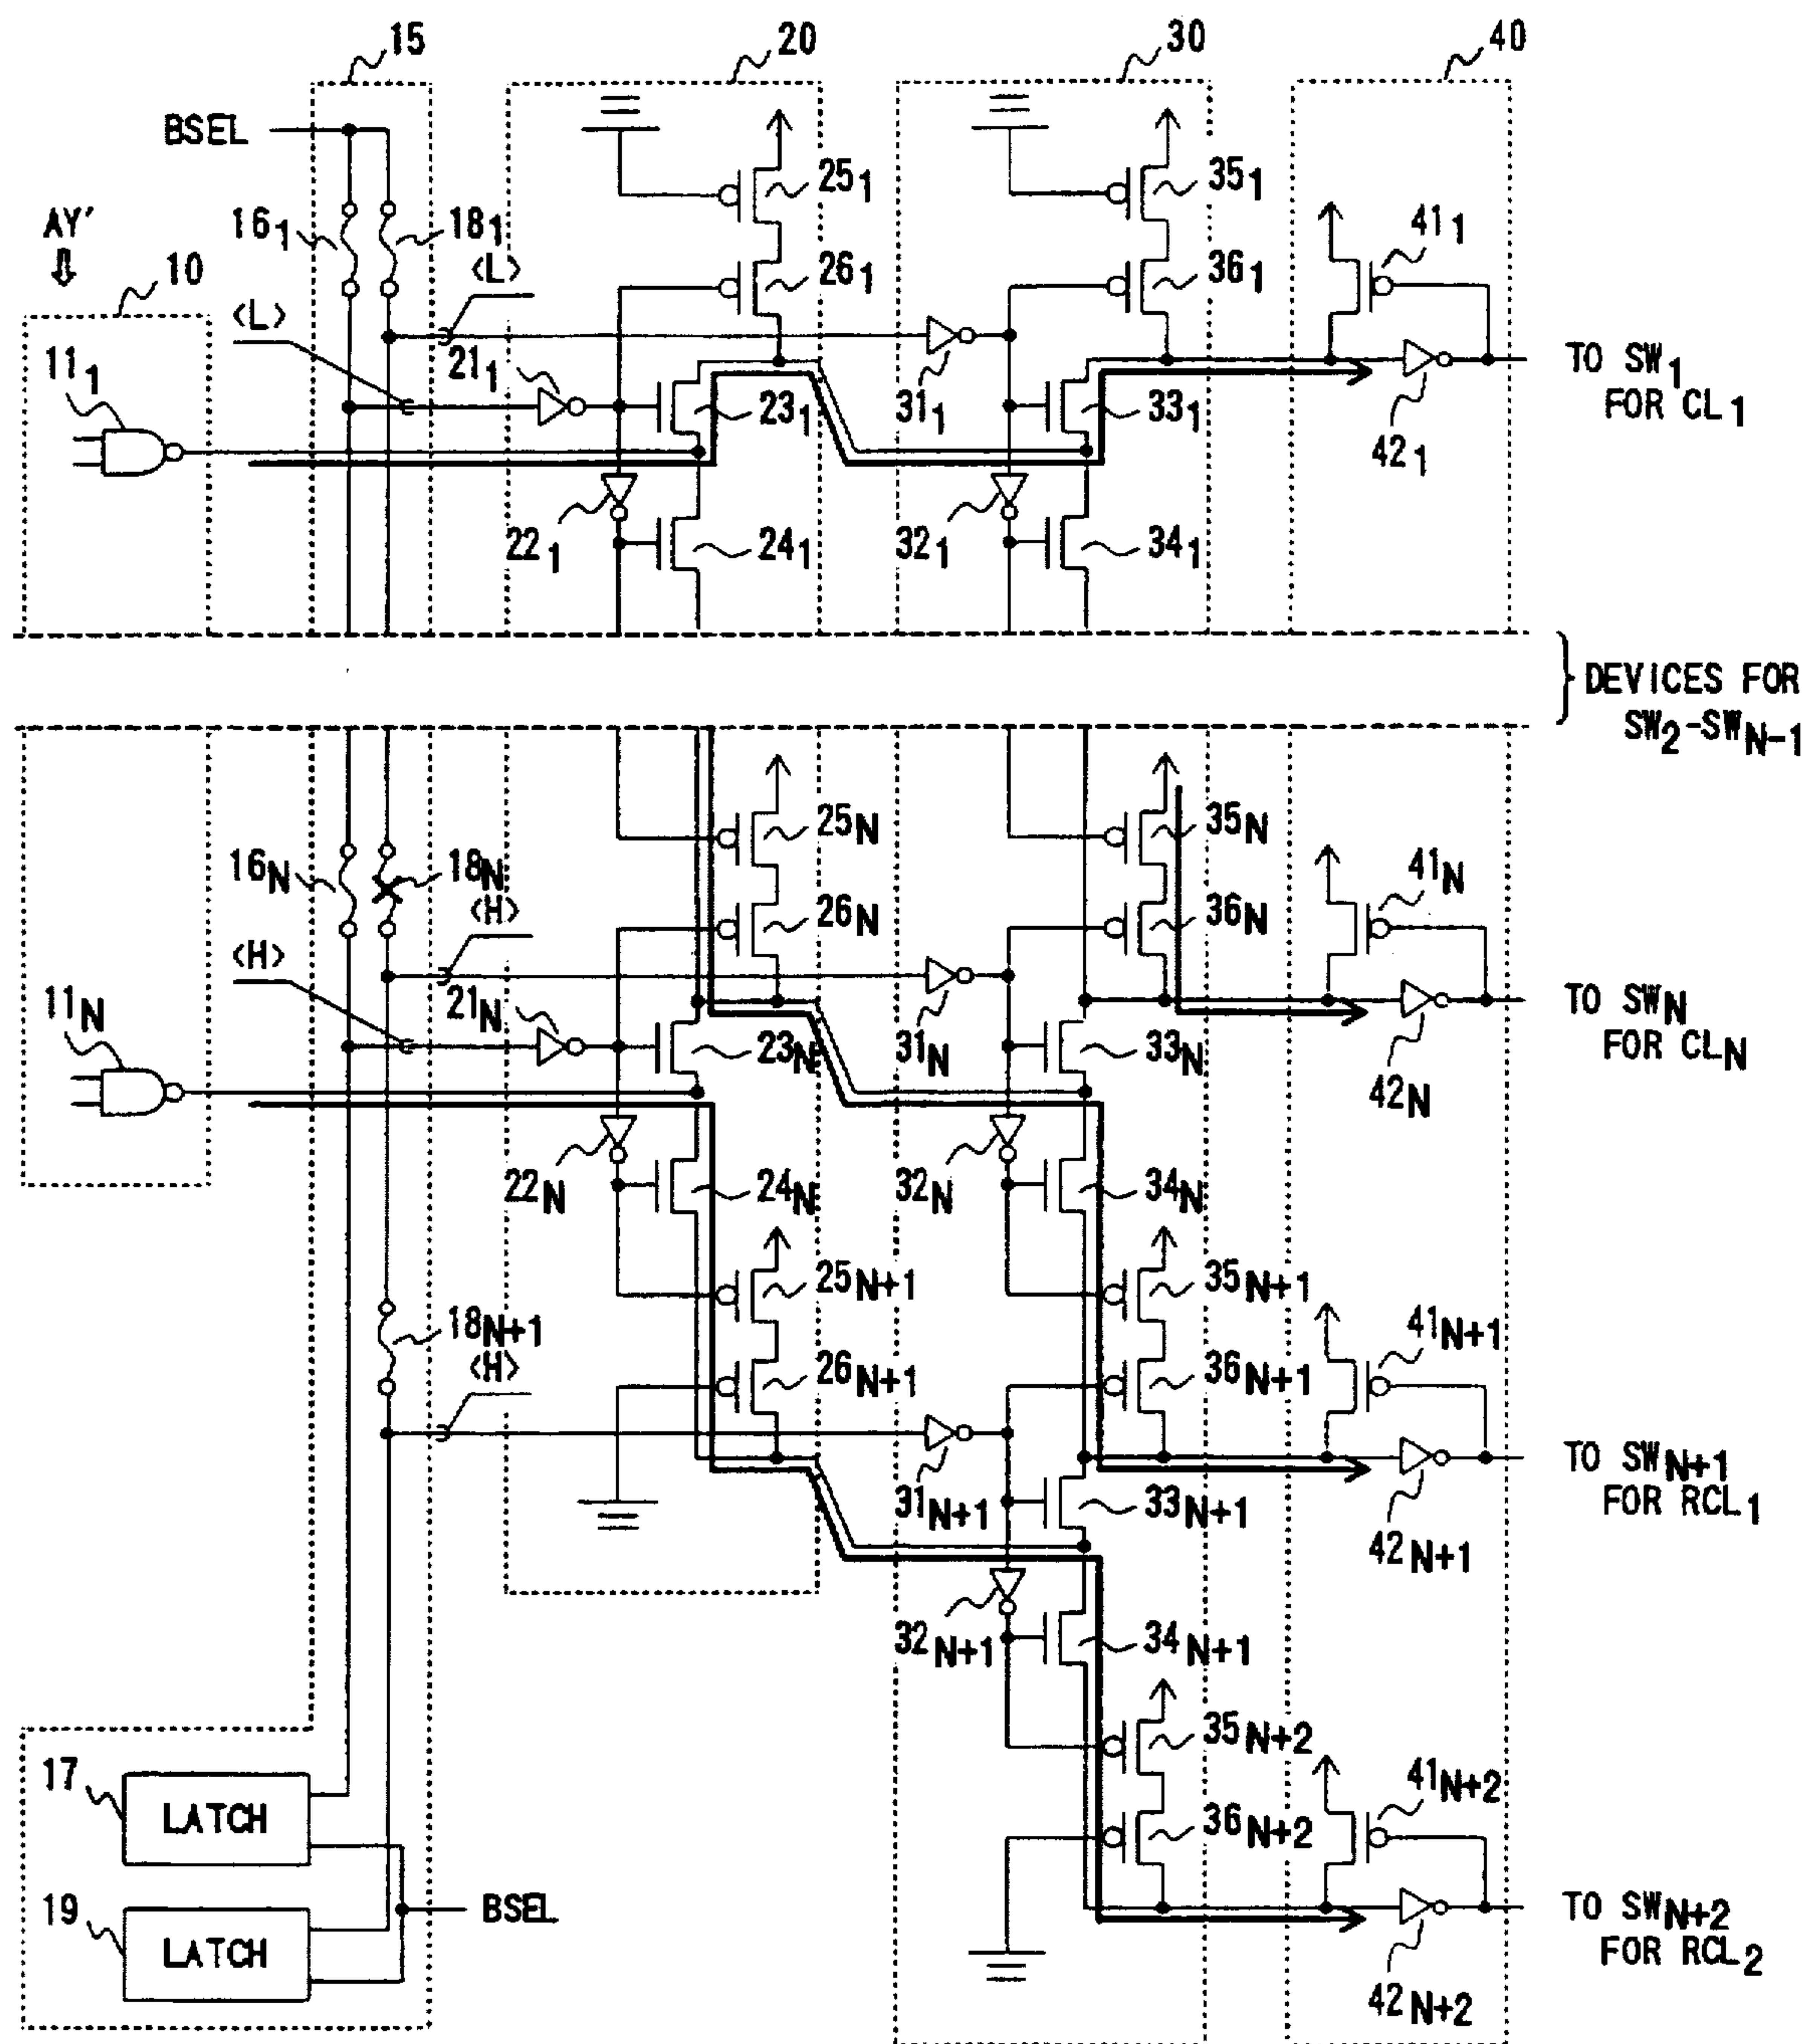 15
20
30
40
BSEL
AY'
10
16₁
18₁
<L>
<L>
25₁
26₁
35₁
36₁
41₁
11₁
21₁
23₁
31₁
33₁
42₁
TO SW₁
FOR CL₁
22₁
24₁
32₁
34₁
DEVICES FOR
SW₂-SWN-1
16N
18N
<H>
<H>
25N
26N
35N
36N
41N
11N
21N
23N
31N
33N
42N
TO SWN
FOR CLN
22N
24N
32N
34N
18N+1
<H>
25N+1
26N+1
35N+1
36N+1
41N+1
31N+1
33N+1
42N+1
TO SWN+1
FOR RCL₁
32N+1
34N+1
35N+2
36N+2
41N+2
17
LATCH
19
LATCH
BSEL
42N+2
TO SWN+2
FOR RCL₂